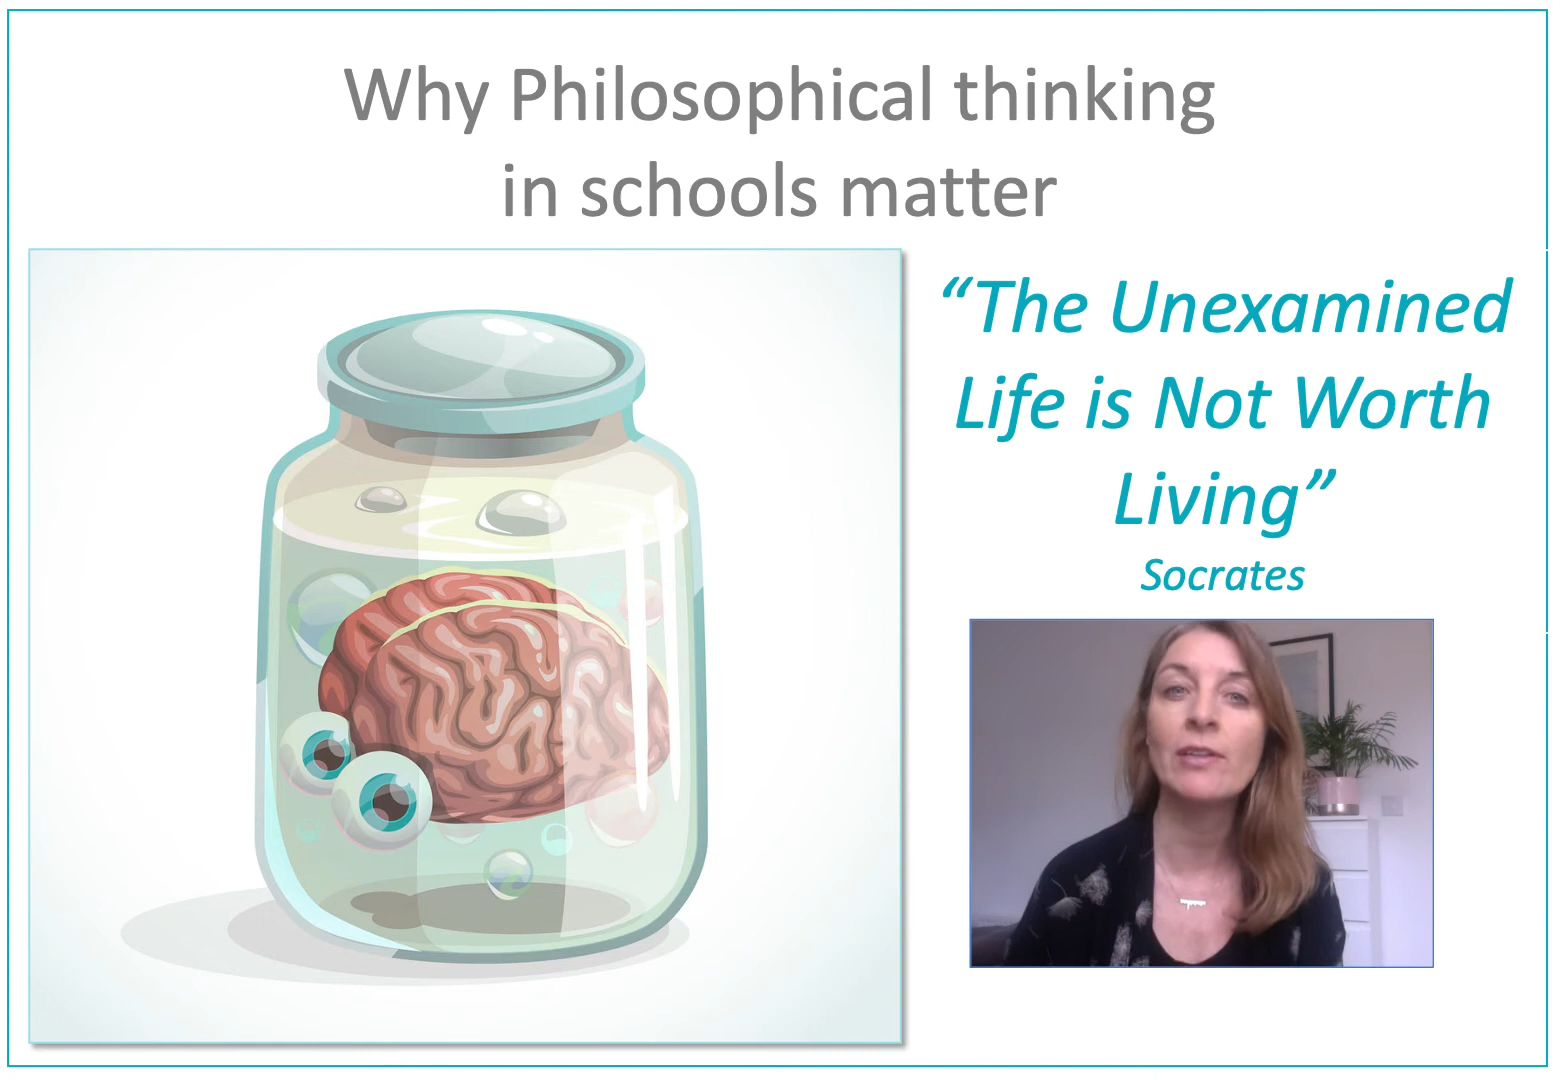 Why Philosophical thinking
in schools matter
“The Unexamined
Life is Not Worth
Living”
Socrates